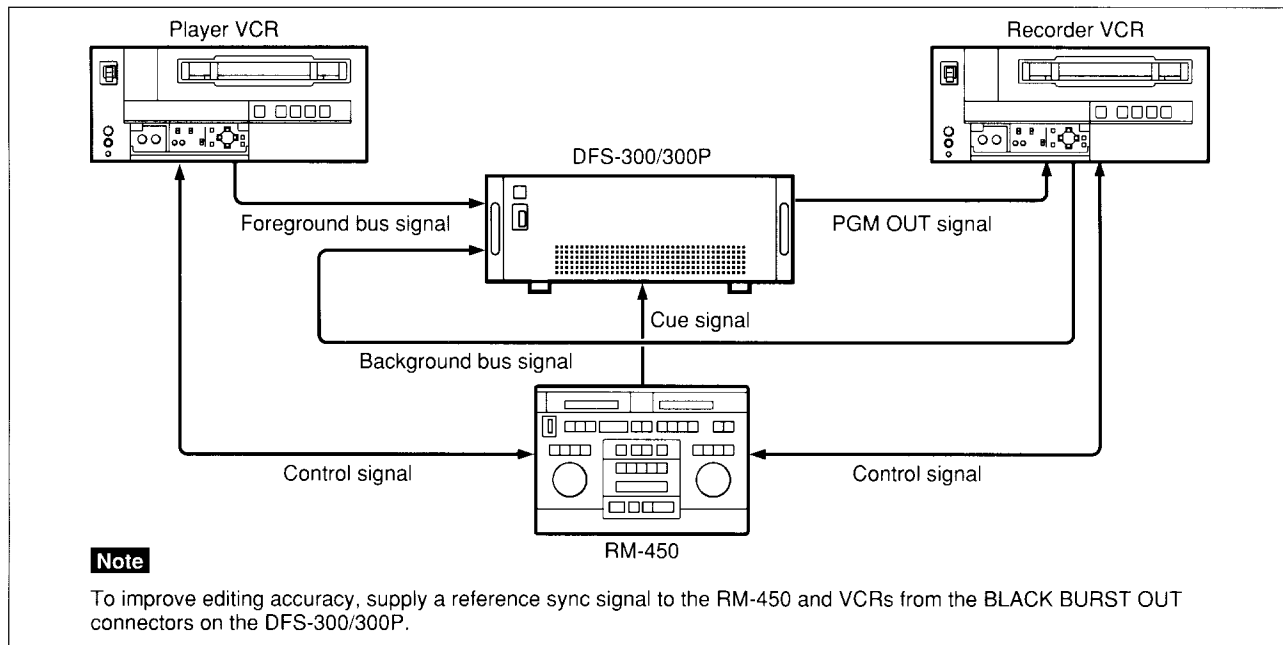 Player VCR
Recorder VCR
DFS-300/300P
Foreground bus signal
PGM OUT signal
Cue signal
Background bus signal
Control signal
Control signal
RM-450
Note
To improve editing accuracy, supply a reference sync signal to the RM-450 and VCRs from the BLACK BURST OUT
connectors on the DFS-300/300P.